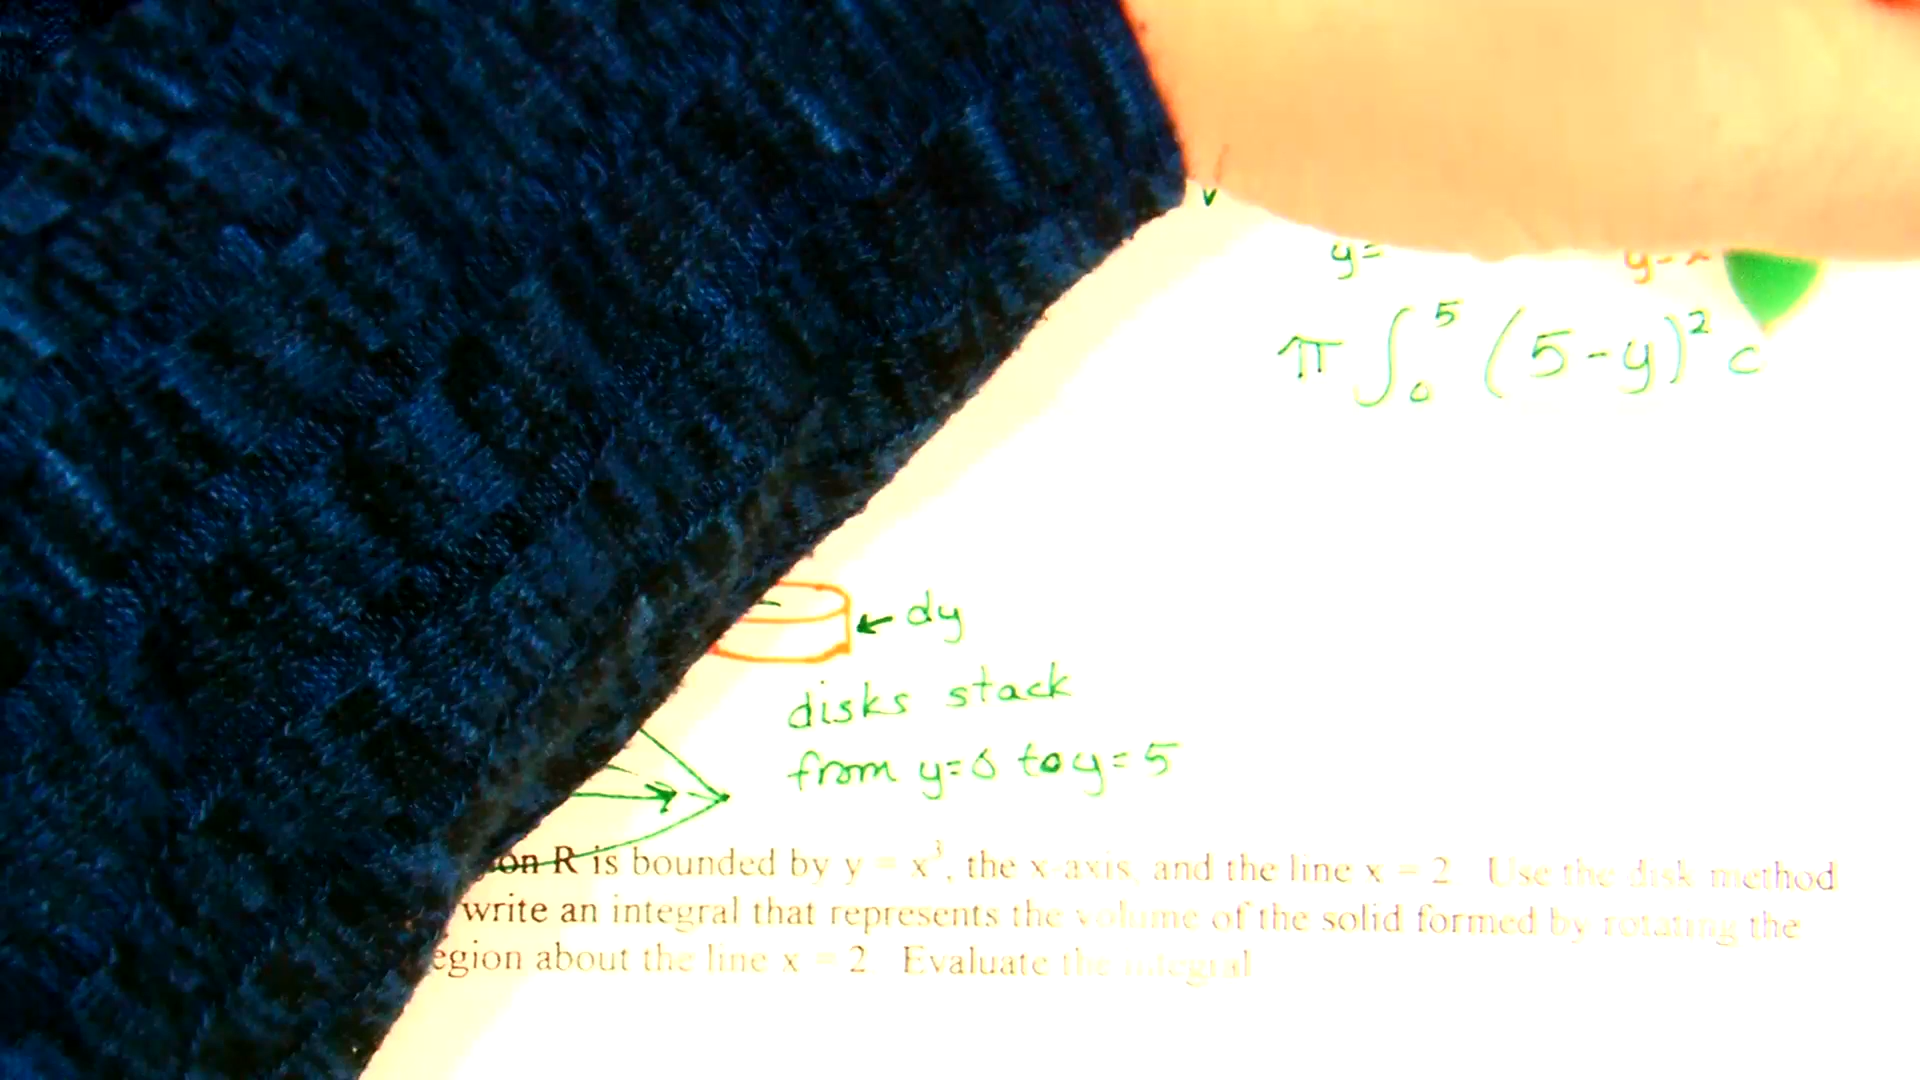 y=
π∫₀⁵ (5-y)² c
← dy
disks stack
from y=0 to y=5
on R is bounded by y = x³, the x-axis, and the line x = 2. Use the disk method
write an integral that represents the volume of the solid formed by rotating the
egion about the line x = 2. Evaluate the integral